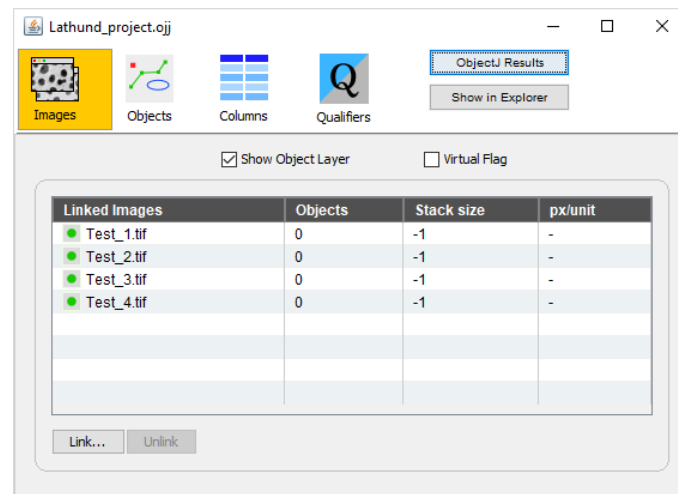 Lathund_project.ojj
ObjectJ Results
Show in Explorer
Q
Images Objects Columns Qualifiers
Show Object Layer Virtual Flag
Linked Images Objects Stack size px/unit
Test_1.tif 0 -1 -
Test_2.tif 0 -1 -
Test_3.tif 0 -1 -
Test_4.tif 0 -1 -
Link... Unlink